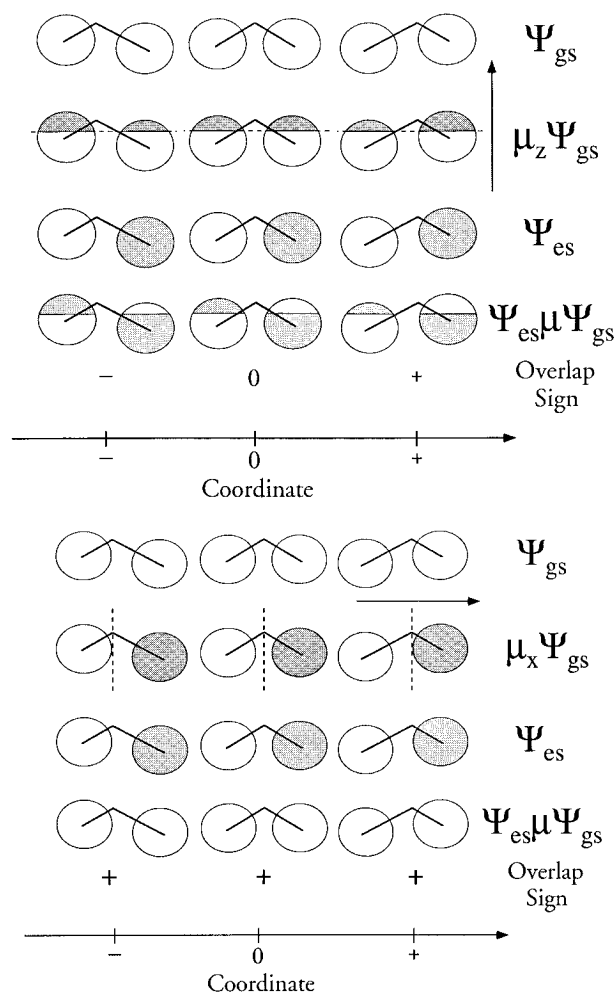 Ψgs
μzΨgs
Ψes
ΨesμΨgs
− 0 + Overlap
Sign
− 0 +
Coordinate
Ψgs
μxΨgs
Ψes
ΨesμΨgs
+ + + Overlap
Sign
− 0 +
Coordinate